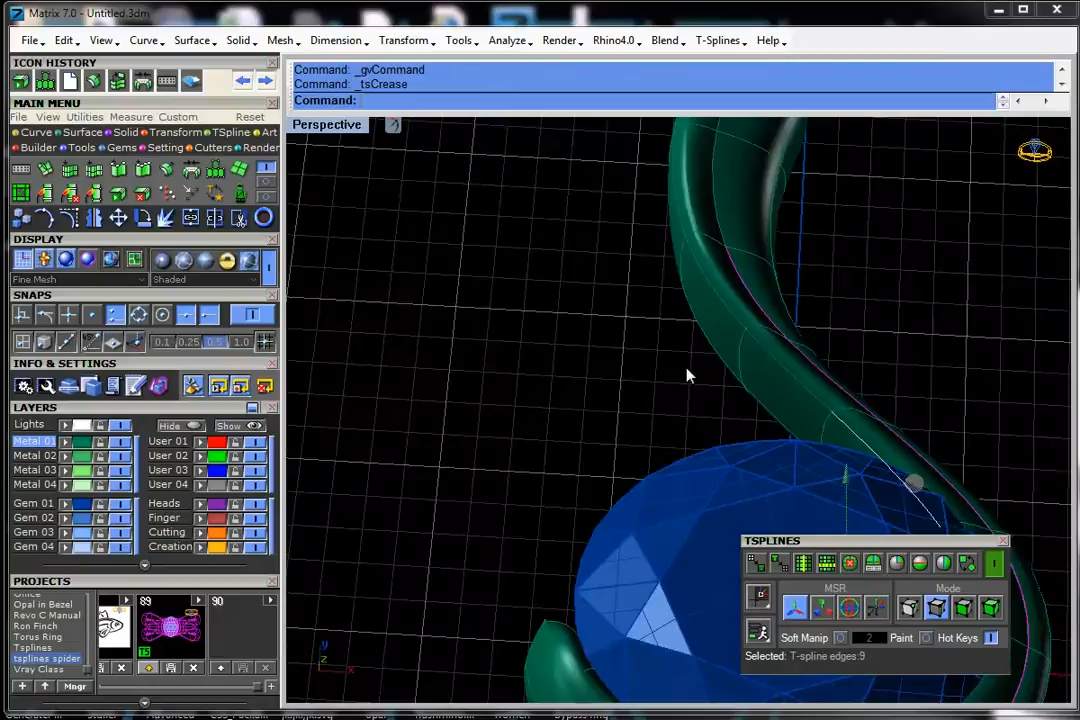 Matrix 7.0 - Untitled.3dm
File Edit View Curve Surface Solid Mesh Dimension Transform Tools Analyze Render Rhino4.0 Blend T-Splines Help
ICON HISTORY
Command: _gvCommand
Command: _tsCrease
Command:
MAIN MENU
File View Utilities Measure Custom Reset
Curve Surface Solid Transform TSpline Art
Builder Tools Gems Setting Cutters Render
Perspective
DISPLAY
Fine Mesh Shaded
SNAPS
0.1 0.25 0.5 1.0
INFO & SETTINGS
LAYERS
Lights Hide Show
Metal 01 User 01
Metal 02 User 02
Metal 03 User 03
Metal 04 User 04
Gem 01 Heads
Gem 02 Finger
Gem 03 Cutting
Gem 04 Creation
PROJECTS
Opal in Bezel
Revo C Manual
Ron Finch
Torus Ring
Tsplines
tsplines spider
Vray Class
89 90
TS
Mngr
TSPLINES
MSR Mode
Soft Manip 2 Paint Hot Keys
Selected: T-spline edges:9
y
z
x